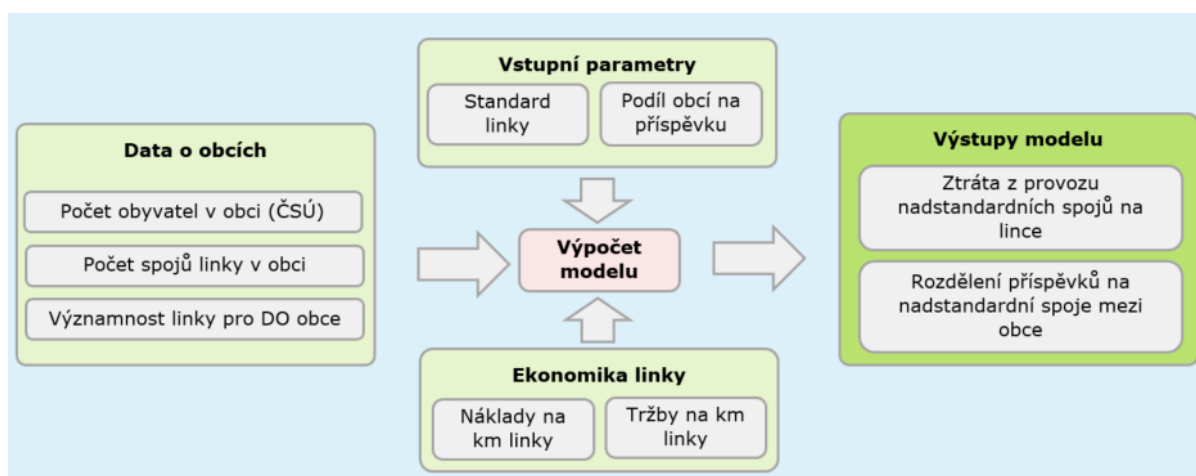 Data o obcích
Počet obyvatel v obci (ČSÚ)
Počet spojů linky v obci
Významnost linky pro DO obce
Vstupní parametry
Standard
linky
Podíl obcí na
příspěvku
Výpočet
modelu
Ekonomika linky
Náklady na
km linky
Tržby na km
linky
Výstupy modelu
Ztráta z provozu
nadstandardních spojů na
lince
Rozdělení příspěvků na
nadstandardní spoje mezi
obce